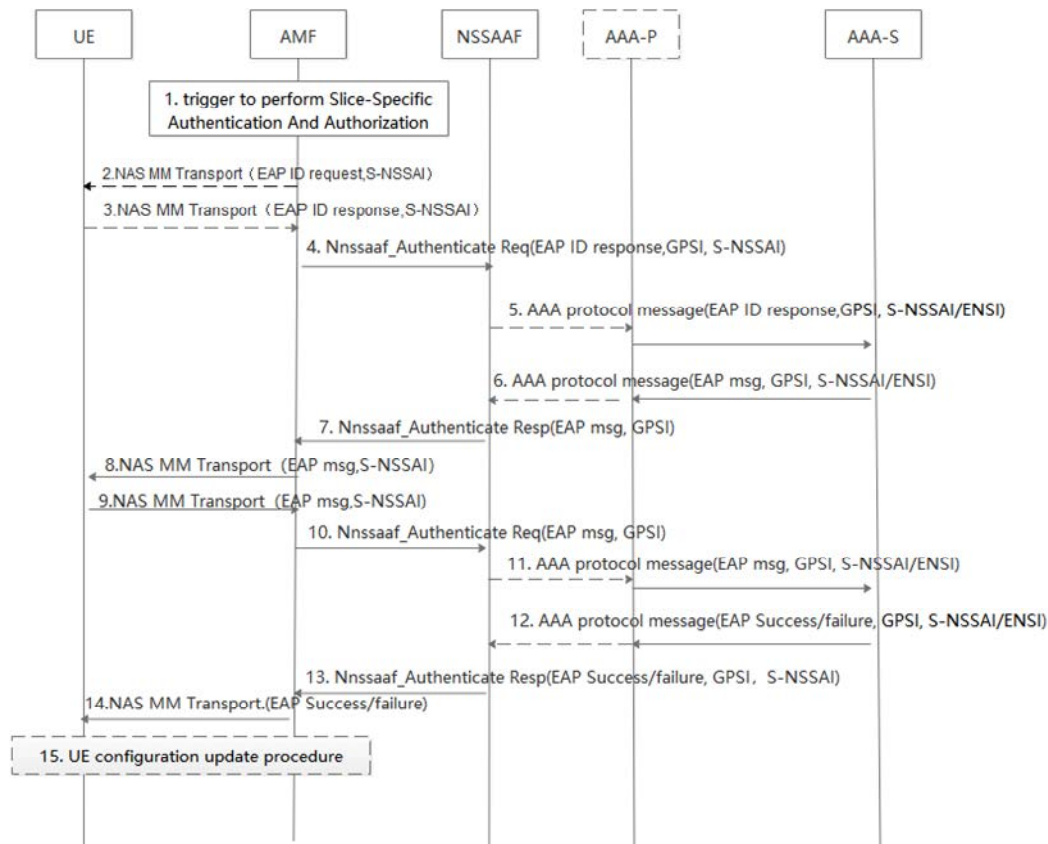 UE AMF NSSAAF AAA-P AAA-S
1. trigger to perform Slice-Specific
Authentication And Authorization
2.NAS MM Transport（EAP ID request,S-NSSAI）
3.NAS MM Transport（EAP ID response,S-NSSAI）
4. Nnssaaf_Authenticate Req(EAP ID response,GPSI, S-NSSAI)
5. AAA protocol message(EAP ID response,GPSI, S-NSSAI/ENSI)
6. AAA protocol message(EAP msg, GPSI, S-NSSAI/ENSI)
7. Nnssaaf_Authenticate Resp(EAP msg, GPSI)
8.NAS MM Transport（EAP msg,S-NSSAI）
9.NAS MM Transport（EAP msg,S-NSSAI）
10. Nnssaaf_Authenticate Req(EAP msg, GPSI)
11. AAA protocol message(EAP msg, GPSI, S-NSSAI/ENSI)
12. AAA protocol message(EAP Success/failure, GPSI, S-NSSAI/ENSI)
13. Nnssaaf_Authenticate Resp(EAP Success/failure, GPSI，S-NSSAI)
14.NAS MM Transport.(EAP Success/failure)
15. UE configuration update procedure